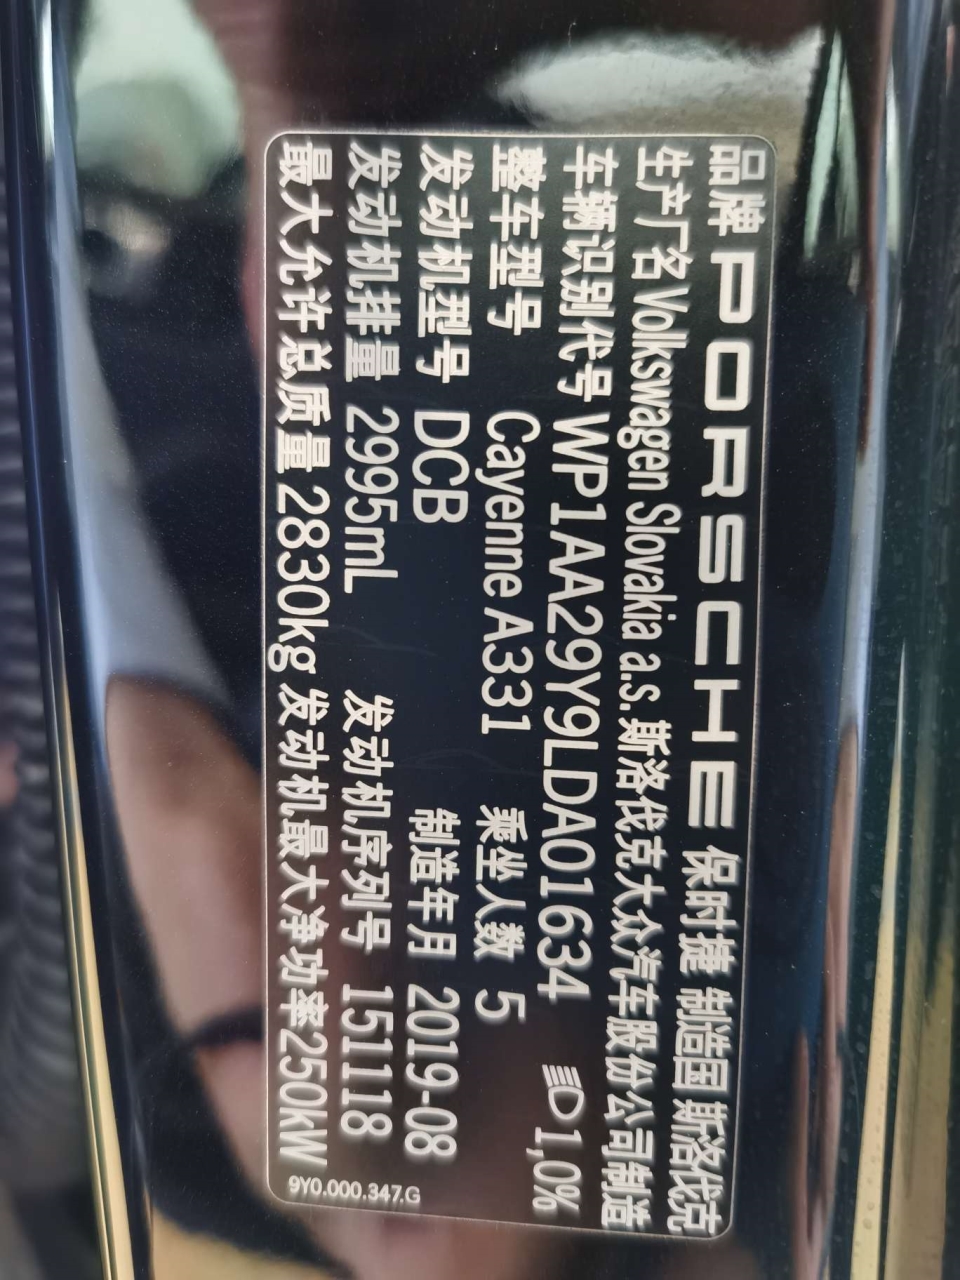 品牌 PORSCHE 保时捷 制造国 斯洛伐克
生产厂名 Volkswagen Slovakia a.s. 斯洛伐克大众汽车股份公司制造
车辆识别代号 WP1AA29Y9LDA01634 1,0%
整车型号 Cayenne A331 乘坐人数 5
发动机型号 DCB 制造年月 2019-08
发动机排量 2995mL 发动机序列号 151118
最大允许总质量 2830kg 发动机最大净功率250kW
9Y0.000.347.G